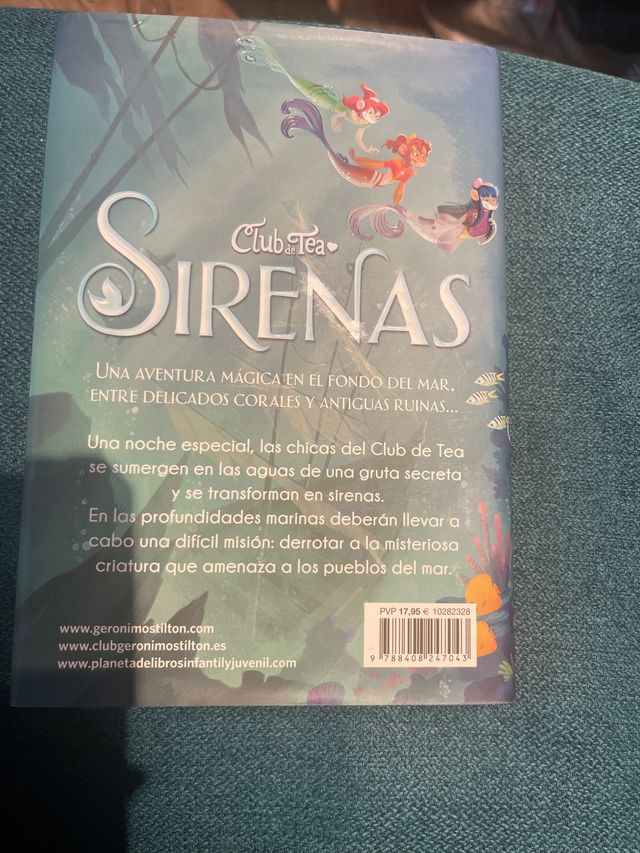 Club de Tea
SIRENAS
UNA AVENTURA MÁGICA EN EL FONDO DEL MAR,
ENTRE DELICADOS CORALES Y ANTIGUAS RUINAS...
Una noche especial, las chicas del Club de Tea
se sumergen en las aguas de una gruta secreta
y se transforman en sirenas.
En las profundidades marinas deberán llevar a
cabo una difícil misión: derrotar a la misteriosa
criatura que amenaza a los pueblos del mar.
PVP 17,95 € 10282328
www.geronimostilton.com
www.clubgeronimostilton.es
www.planetadelibrosinfantilyjuvenil.com
9 788408 247043